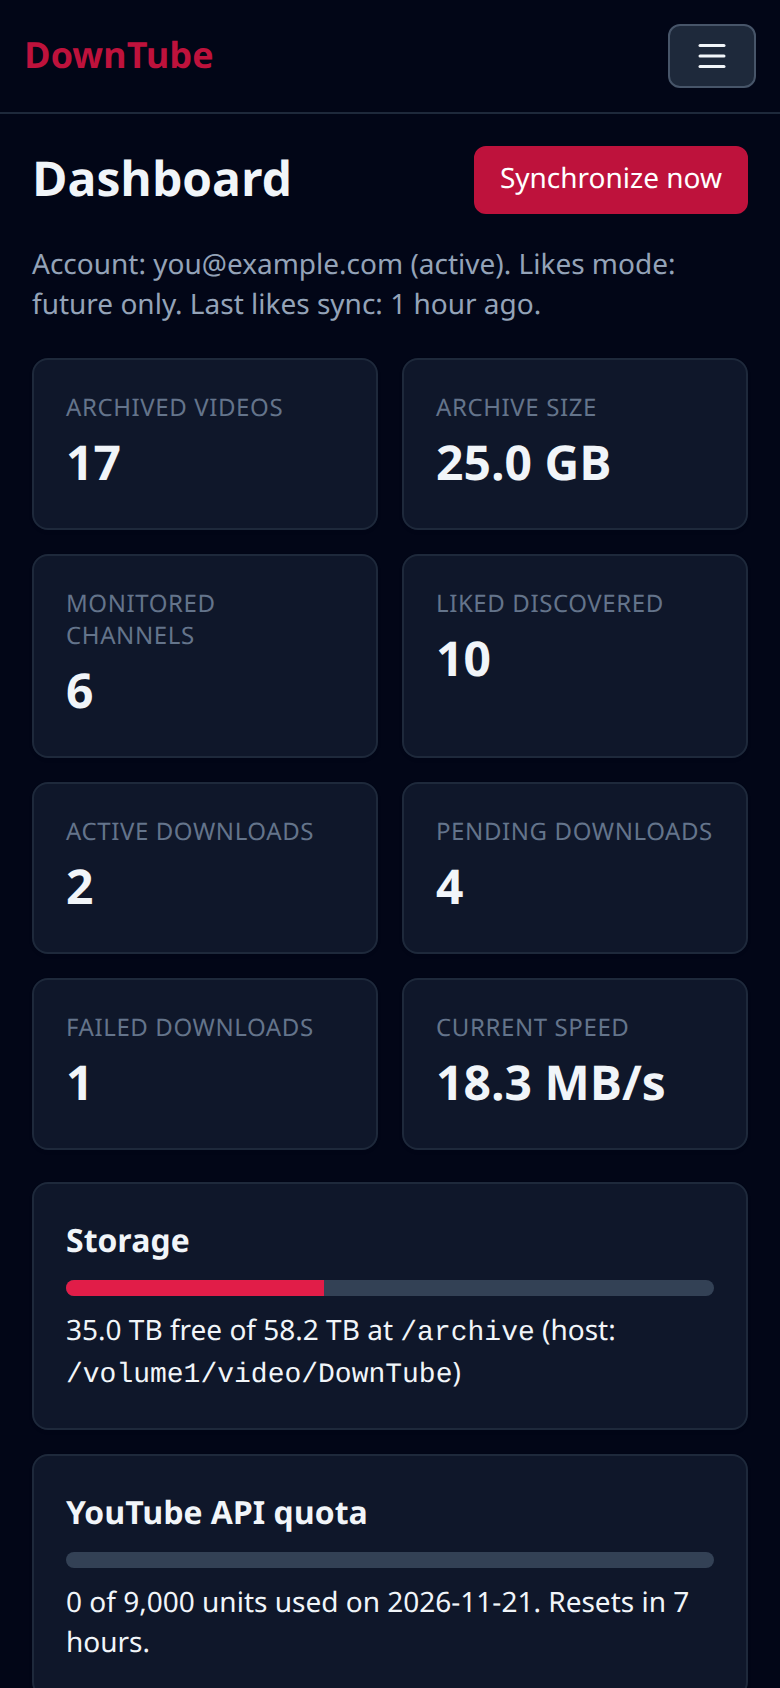 DownTube
Dashboard
Synchronize now
Account: you@example.com (active). Likes mode:
future only. Last likes sync: 1 hour ago.
ARCHIVED VIDEOS
17
ARCHIVE SIZE
25.0 GB
MONITORED
CHANNELS
6
LIKED DISCOVERED
10
ACTIVE DOWNLOADS
2
PENDING DOWNLOADS
4
FAILED DOWNLOADS
1
CURRENT SPEED
18.3 MB/s
Storage
35.0 TB free of 58.2 TB at /archive (host:
/volume1/video/DownTube)
YouTube API quota
0 of 9,000 units used on 2026-11-21. Resets in 7
hours.